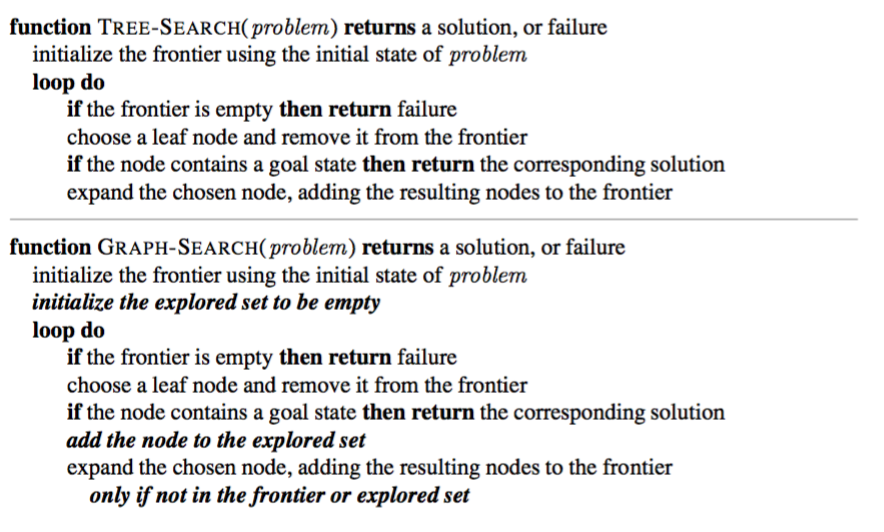 function TREE-SEARCH(problem) returns a solution, or failure
initialize the frontier using the initial state of problem
loop do
if the frontier is empty then return failure
choose a leaf node and remove it from the frontier
if the node contains a goal state then return the corresponding solution
expand the chosen node, adding the resulting nodes to the frontier
function GRAPH-SEARCH(problem) returns a solution, or failure
initialize the frontier using the initial state of problem
initialize the explored set to be empty
loop do
if the frontier is empty then return failure
choose a leaf node and remove it from the frontier
if the node contains a goal state then return the corresponding solution
add the node to the explored set
expand the chosen node, adding the resulting nodes to the frontier
only if not in the frontier or explored set